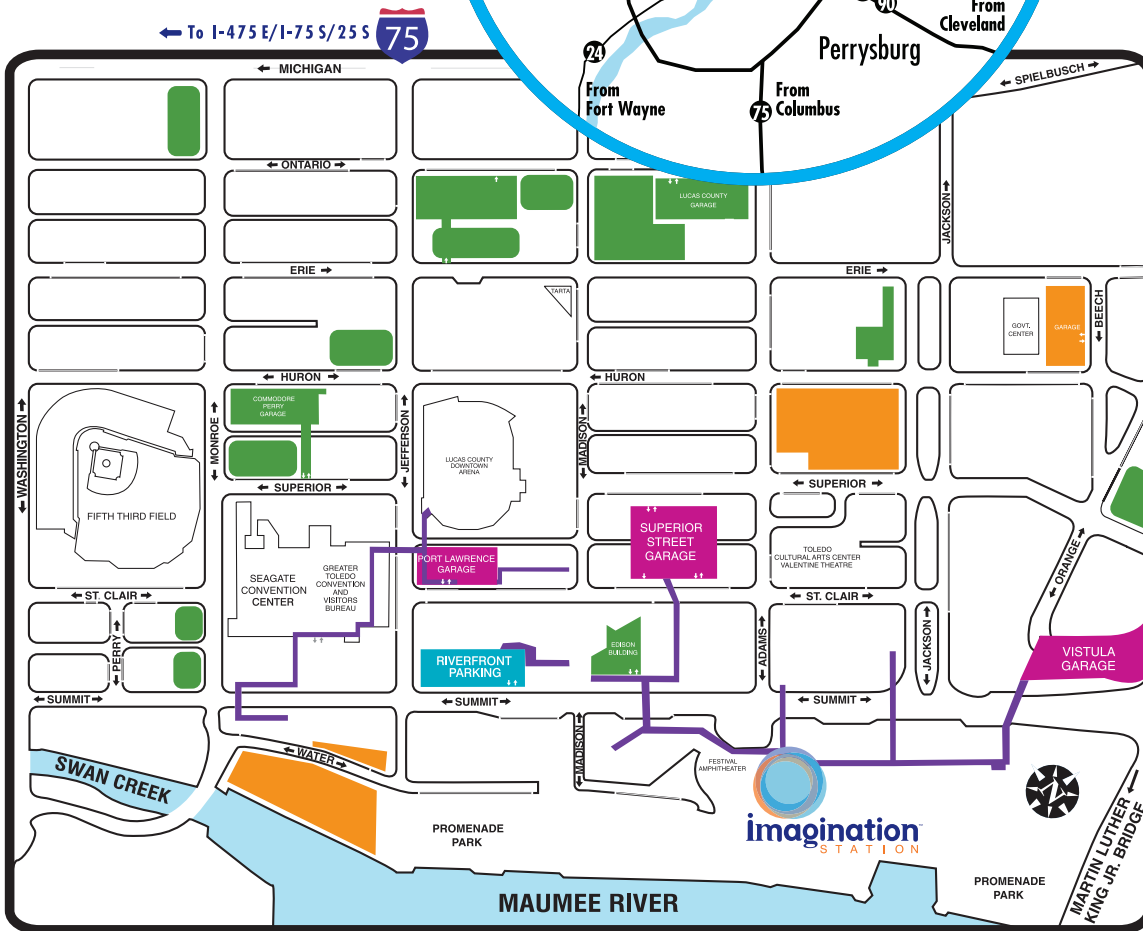 ← To I-475 E/I-75 S/25 S
75
90
From
Cleveland
Perrysburg
24
From
Fort Wayne
From
75 Columbus
← MICHIGAN
← SPIELBUSCH →
← ONTARIO →
LUCAS COUNTY
GARAGE
JACKSON →
ERIE →
ERIE →
TARTA
GOVT.
CENTER
GARAGE
← BEECH
← HURON →
← HURON
← WASHINGTON →
← MONROE →
COMMODORE
PERRY
GARAGE
← JEFFERSON →
← MADISON →
LUCAS COUNTY
DOWNTOWN
ARENA
← SUPERIOR →
← SUPERIOR →
FIFTH THIRD FIELD
SUPERIOR
STREET
GARAGE
PORT LAWRENCE
GARAGE
SEAGATE
CONVENTION
CENTER
GREATER
TOLEDO
CONVENTION
AND
VISITORS
BUREAU
TOLEDO
CULTURAL ARTS CENTER
VALENTINE THEATRE
← ORANGE →
← ST. CLAIR →
← ST. CLAIR →
← PERRY →
RIVERFRONT
PARKING
EDISON
BUILDING
← ADAMS →
← JACKSON →
VISTULA
GARAGE
← SUMMIT →
← SUMMIT →
← SUMMIT →
← WATER →
← MADISON →
SWAN CREEK
FESTIVAL
AMPHITHEATER
imagination
STATION
N
PROMENADE
PARK
MARTIN LUTHER ←
KING JR. BRIDGE
PROMENADE
PARK
MAUMEE RIVER